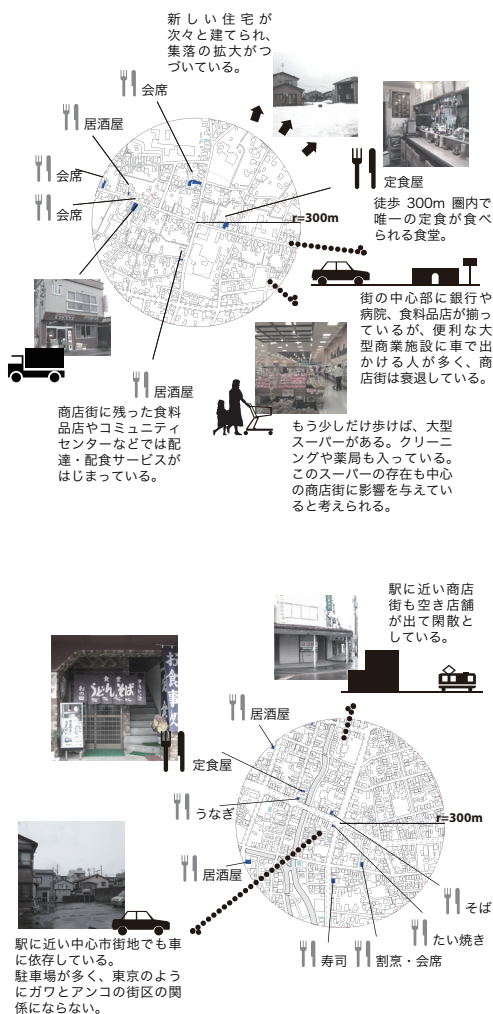 新しい住宅が
次々と建てられ、
集落の拡大がつ
づいている。
会席
居酒屋
会席
会席
定食屋
徒歩 300m 圏内で
唯一の定食が食べ
られる食堂。
r=300m
街の中心部に銀行や
病院、食料品店が揃っ
ているが、便利な大
型商業施設に車で出
かける人が多く、商
店街は衰退している。
居酒屋
商店街に残った食料
品店やコミュニティ
センターなどでは配
達・配食サービスが
はじまっている。
もう少しだけ歩けば、大型
スーパーがある。クリーニ
ングや薬局も入っている。
このスーパーの存在も中心
の商店街に影響を与えてい
ると考えられる。
駅に近い商店
街も空き店舗
が出て閑散と
している。
お食事処
うどんそば
居酒屋
定食屋
うなぎ
r=300m
居酒屋
そば
たい焼き
寿司
割烹・会席
駅に近い中心市街地でも車
に依存している。
駐車場が多く、東京のよう
にガワとアンコの街区の関
係にならない。